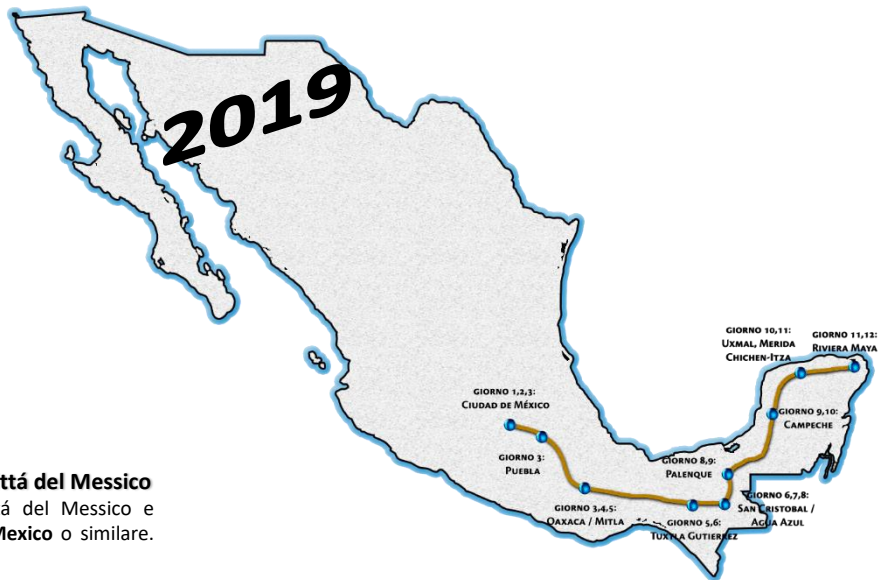 2019
GIORNO 10,11:
UXMAL, MERIDA
CHICHEN-ITZA
GIORNO 11,12:
RIVIERA MAYA
GIORNO 1,2,3:
CIUDAD DE MÉXICO
GIORNO 9,10:
CAMPECHE
GIORNO 3:
PUEBLA
GIORNO 8,9:
PALENQUE
GIORNO 3,4,5:
OAXACA / MITLA
GIORNO 5,6:
TUXTLA GUTIERREZ
GIORNO 6,7,8:
SAN CRISTOBAL /
AGUA AZUL
ttá del Messico
á del Messico e
Mexico o similare.